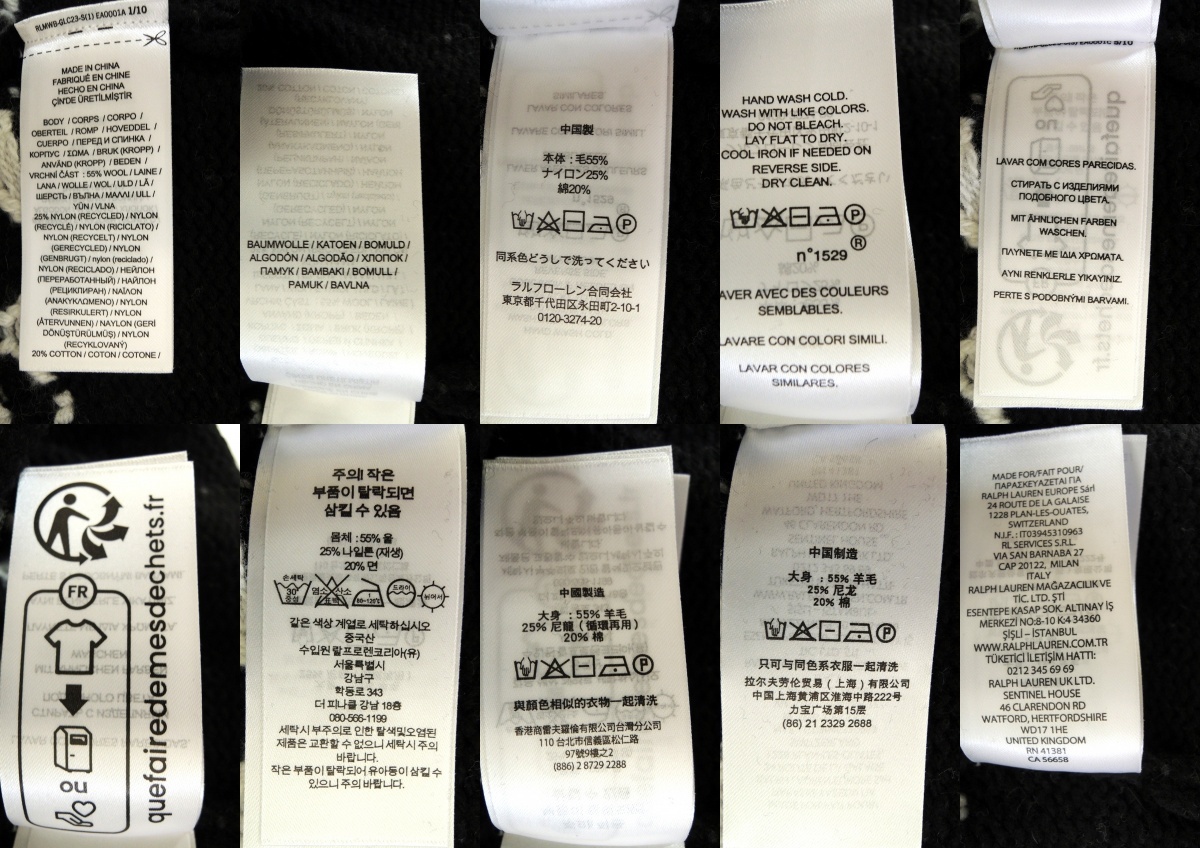 RLMWB-GLC23-S(1) EA0001A 1/10
MADE IN CHINA
FABRIQUÉ EN CHINE
HECHO EN CHINA
ÇİN'DE ÜRETİLMİŞTİR
BODY / CORPS / CORPO /
OBERTEIL / ROMP / HOVEDDEL /
CUERPO / ПЕРЕД И СПИНКА /
КОРПУС / ΣΩΜΑ / BRUK (KROPP) /
ANVÄND (KROPP) / BEDEN /
VRCHNÍ ČÁST : 55% WOOL / LAINE /
LANA / WOLLE / WOL / ULD / LÃ /
ШЕРСТЬ / ВЪЛНА / ΜΑΛΛΙ / ULL /
YÜN / VLNA
25% NYLON (RECYCLED) / NYLON
(RECYCLÉ) / NYLON (RICICLATO) /
NYLON (RECYCELT) / NYLON
(GERECYCLED) / NYLON
(GENBRUGT) / nylon (reciclado) /
NYLON (RECICLADO) / НЕЙЛОН
(ПЕРЕРАБОТАННЫЙ) / НАЙЛОН
(РЕЦИКЛИРАН) / ΝΑΪΛΟΝ
(ΑΝΑΚΥΚΛΩΜΕΝΟ) / NYLON
(RESIRKULERT) / NYLON
(ÅTERVUNNEN) / NAYLON (GERİ
DÖNÜŞTÜRÜLMÜŞ) / NYLON
(RECYKLOVANÝ)
20% COTTON / COTON / COTONE /
BAUMWOLLE / KATOEN / BOMULD /
ALGODÓN / ALGODÃO / ХЛОПОК /
ПАМУК / ΒΑΜΒΑΚΙ / BOMULL /
PAMUK / BAVLNA
中国製
本体 : 毛55%
ナイロン25%
綿20%
P
同系色どうしで洗ってください
ラルフローレン合同会社
東京都千代田区永田町2-10-1
0120-3274-20
HAND WASH COLD.
WASH WITH LIKE COLORS.
DO NOT BLEACH.
LAY FLAT TO DRY.
COOL IRON IF NEEDED ON
REVERSE SIDE.
DRY CLEAN.
P
n°1529 ®
LAVER AVEC DES COULEURS
SEMBLABLES.
LAVARE CON COLORI SIMILI.
LAVAR CON COLORES
SIMILARES.
LAVAR COM CORES PARECIDAS.
СТИРАТЬ С ИЗДЕЛИЯМИ
ПОДОБНОГО ЦВЕТА.
MIT ÄHNLICHEN FARBEN
WASCHEN.
ΠΛΥΝΕΤΕ ΜΕ ΙΔΙΑ ΧΡΩΜΑΤΑ.
AYNI RENKLERLE YIKAYINIZ.
PERTE S PODOBNÝMI BARVAMI.
FR
ou
quefairedemesdechets.fr
주의! 작은
부품이 탈락되면
삼킬 수 있음
몸체 : 55% 울
25% 나일론 (재생)
20% 면
손세탁 30° 중성 염소 산소 80~120℃ 드라이 뉘어서
같은 색상 계열로 세탁하십시오
중국산
수입원 랄프로렌코리아(유)
서울특별시
강남구
학동로 343
더 피나클 강남 18층
080-566-1199
세탁시 부주의로 인한 탈색및오염된
제품은 교환할 수 없으니 세탁시 주의
바랍니다.
작은 부품이 탈락되어 유아등이 삼킬 수
있으니 주의 바랍니다.
中國製造
大身 : 55% 羊毛
25% 尼龍 ( 循環再用 )
20% 棉
P
與顏色相似的衣物一起清洗
香港商雷夫羅倫有限公司台灣分公司
110 台北市信義區松仁路
97號9樓之2
(886) 2 8729 2288
中国制造
大身 : 55% 羊毛
25% 尼龙
20% 棉
P
只可与同色系衣服一起清洗
拉尔夫劳伦贸易 ( 上海 ) 有限公司
中国上海黄浦区淮海中路222号
力宝广场第15层
(86) 21 2329 2688
MADE FOR/FAIT POUR/
ΠΑΡΑΣΚΕΥΑΖΕΤΑΙ ΓΙΑ
RALPH LAUREN EUROPE Sárl
24 ROUTE DE LA GALAISE
1228 PLAN-LES-OUATES,
SWITZERLAND
N.I.F. : IT03945310963
RL SERVICES S.R.L.
VIA SAN BARNABA 27
CAP 20122, MILAN
ITALY
RALPH LAUREN MAĞAZACILIK VE
TİC. LTD. ŞTİ
ESENTEPE KASAP SOK. ALTINAY İŞ
MERKEZİ NO:8-10 K:4 34360
ŞİŞLİ – İSTANBUL
WWW.RALPHLAUREN.COM.TR
TÜKETİCİ İLETİŞİM HATTI:
0212 345 69 69
RALPH LAUREN UK LTD.
SENTINEL HOUSE
46 CLARENDON RD
WATFORD, HERTFORDSHIRE
WD17 1HE
UNITED KINGDOM
RN 41381
CA 56658